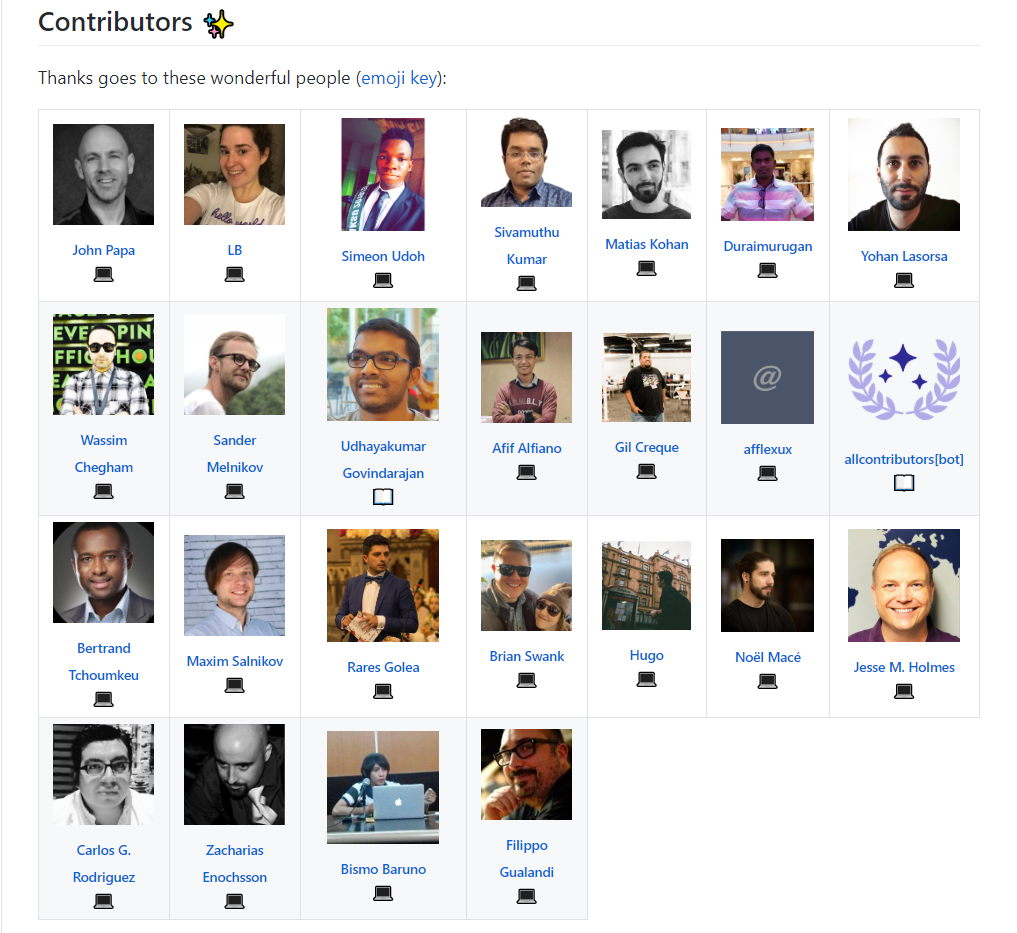 Contributors ✨
Thanks goes to these wonderful people (emoji key):
John Papa
LB
Simeon Udoh
Sivamuthu
Kumar
Matias Kohan
Duraimurugan
Yohan Lasorsa
Wassim
Chegham
Sander
Melnikov
Udhayakumar
Govindarajan
Afif Alfiano
Gil Creque
@
afflexux
allcontributors[bot]
Bertrand
Tchoumkeu
Maxim Salnikov
Rares Golea
Brian Swank
Hugo
Noël Macé
Jesse M. Holmes
Carlos G.
Rodriguez
Zacharias
Enochsson
Bismo Baruno
Filippo
Gualandi